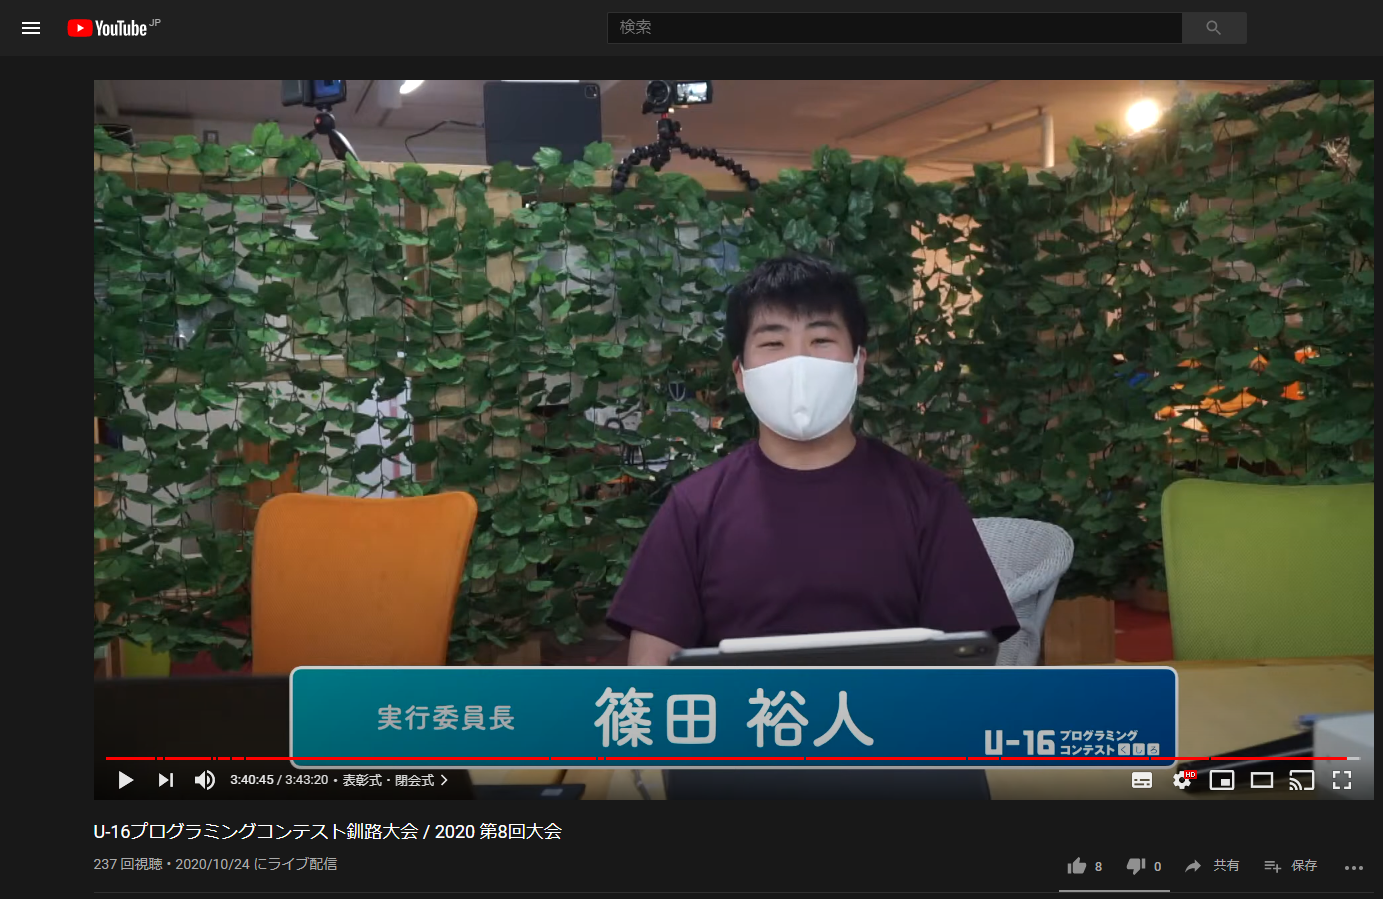 YouTube JP
検索
実行委員長
篠田 裕人
U-16 プログラミング
コンテスト くしろ
3:40:45 / 3:43:20・表彰式・閉会式
HD
U-16プログラミングコンテスト釧路大会 / 2020 第8回大会
237 回視聴・2020/10/24 にライブ配信
8
0
共有
保存